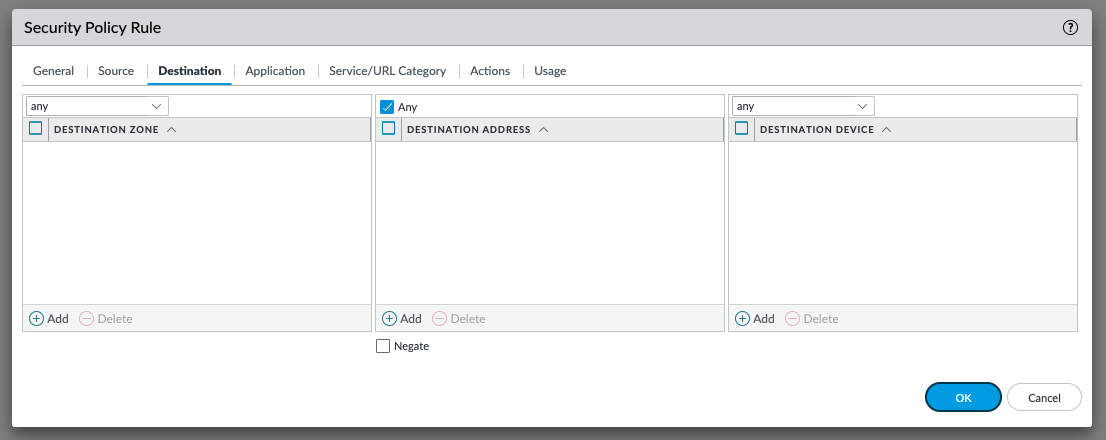 Security Policy Rule
General Source Destination Application Service/URL Category Actions Usage
any Any any
DESTINATION ZONE DESTINATION ADDRESS DESTINATION DEVICE
Add Delete Add Delete Add Delete
Negate
OK Cancel